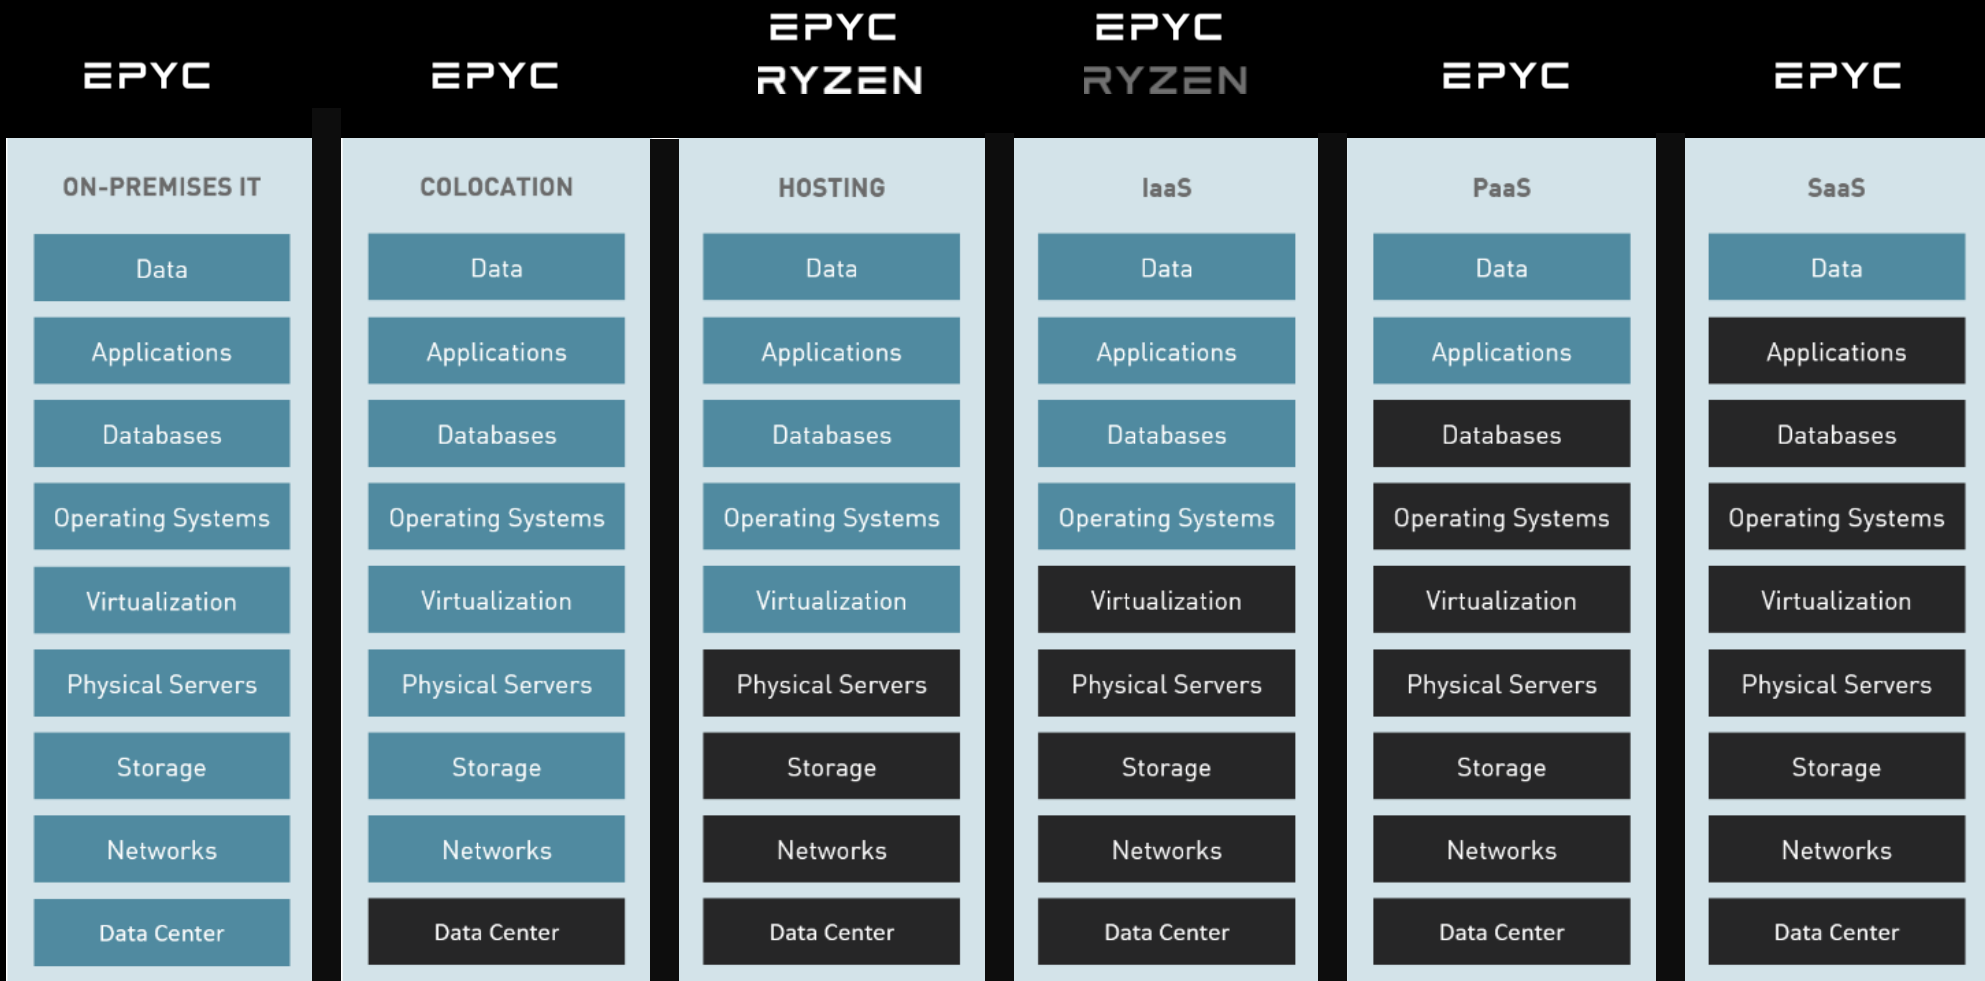 EPYC
EPYC
EPYC
RYZEN
EPYC
RYZEN
EPYC
EPYC
ON-PREMISES IT
Data
Applications
Databases
Operating Systems
Virtualization
Physical Servers
Storage
Networks
Data Center
COLOCATION
Data
Applications
Databases
Operating Systems
Virtualization
Physical Servers
Storage
Networks
Data Center
HOSTING
Data
Applications
Databases
Operating Systems
Virtualization
Physical Servers
Storage
Networks
Data Center
IaaS
Data
Applications
Databases
Operating Systems
Virtualization
Physical Servers
Storage
Networks
Data Center
PaaS
Data
Applications
Databases
Operating Systems
Virtualization
Physical Servers
Storage
Networks
Data Center
SaaS
Data
Applications
Databases
Operating Systems
Virtualization
Physical Servers
Storage
Networks
Data Center